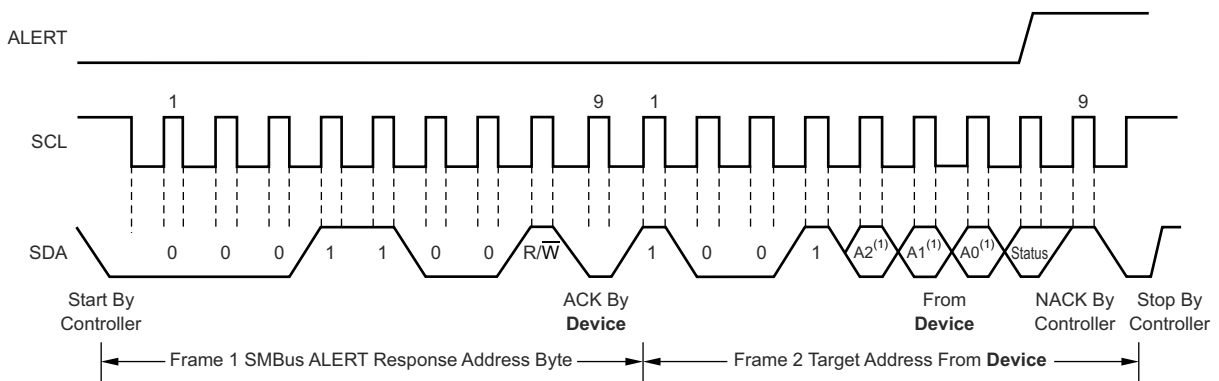 ALERT
1 9 1 9
SCL
SDA
0 0 0 1 1 0 0 R/W̅ 1 0 0 1 A2(1) A1(1) A0(1) Status
Start By
Controller
ACK By
Device
From
Device
NACK By
Controller
Stop By
Controller
Frame 1 SMBus ALERT Response Address Byte
Frame 2 Target Address From Device